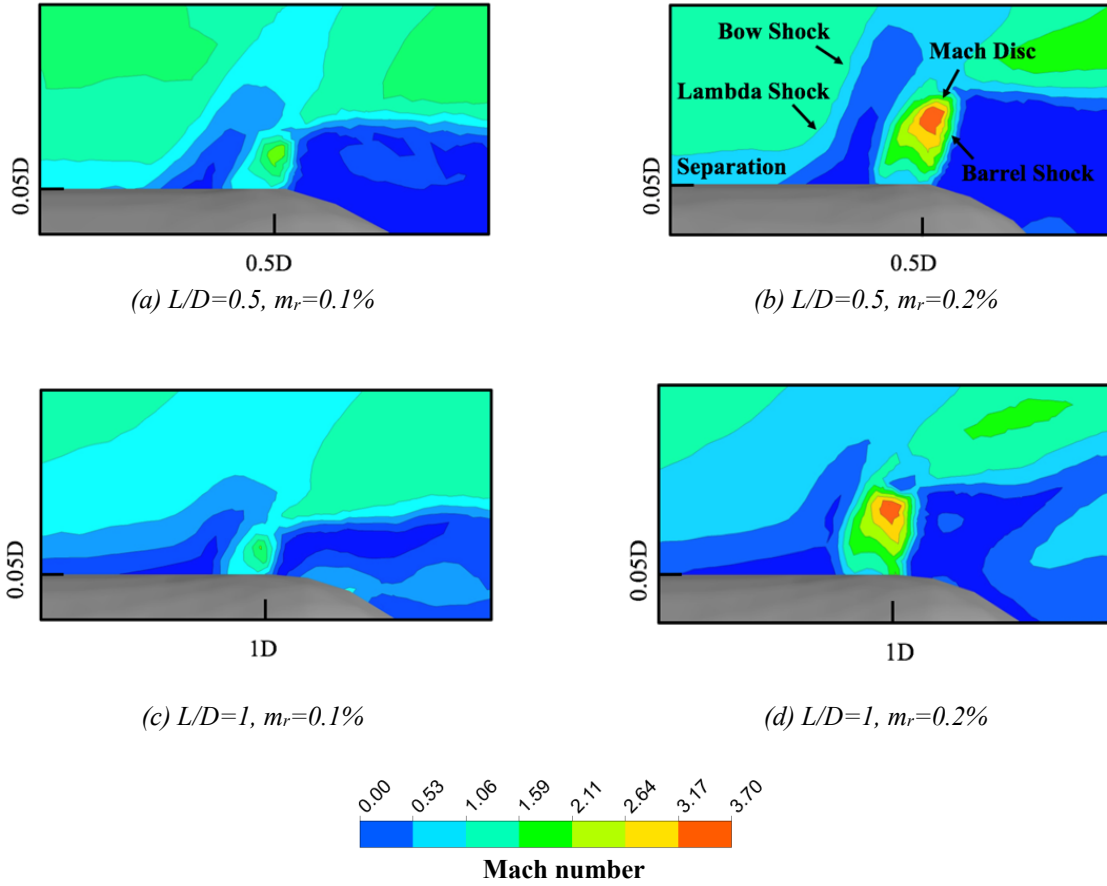 Bow Shock
Mach Disc
Lambda Shock
Separation
Barrel Shock
0.05D
0.05D
0.5D
0.5D
(a) L/D=0.5, mr=0.1%
(b) L/D=0.5, mr=0.2%
0.05D
0.05D
1D
1D
(c) L/D=1, mr=0.1%
(d) L/D=1, mr=0.2%
0.00 0.53 1.06 1.59 2.11 2.64 3.17 3.70
Mach number